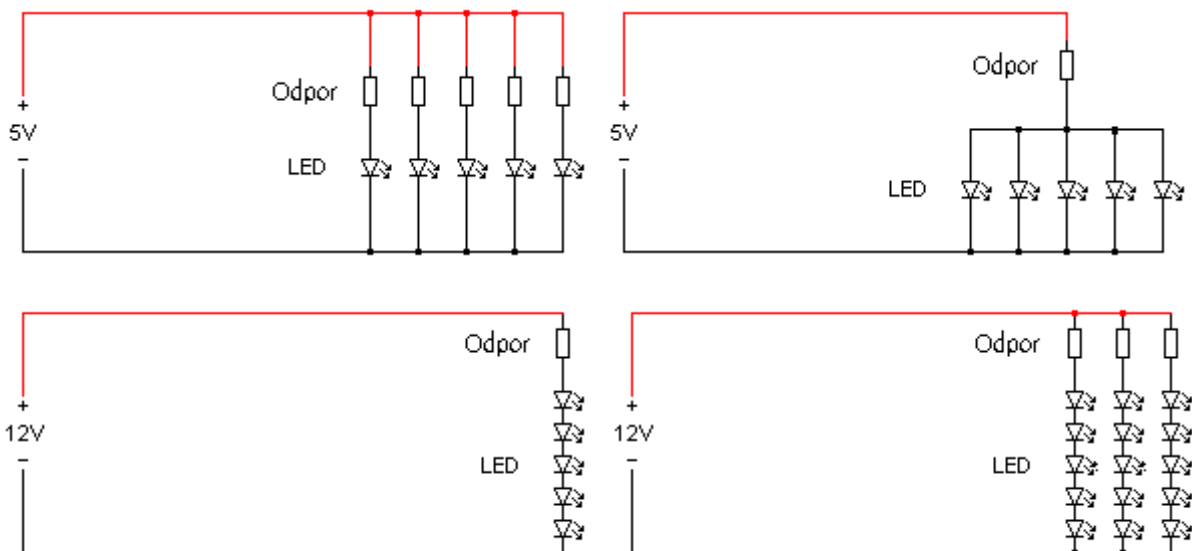 Odpor
+
5V
−
LED
Odpor
+
5V
−
LED
Odpor
+
12V
−
LED
Odpor
+
12V
−
LED